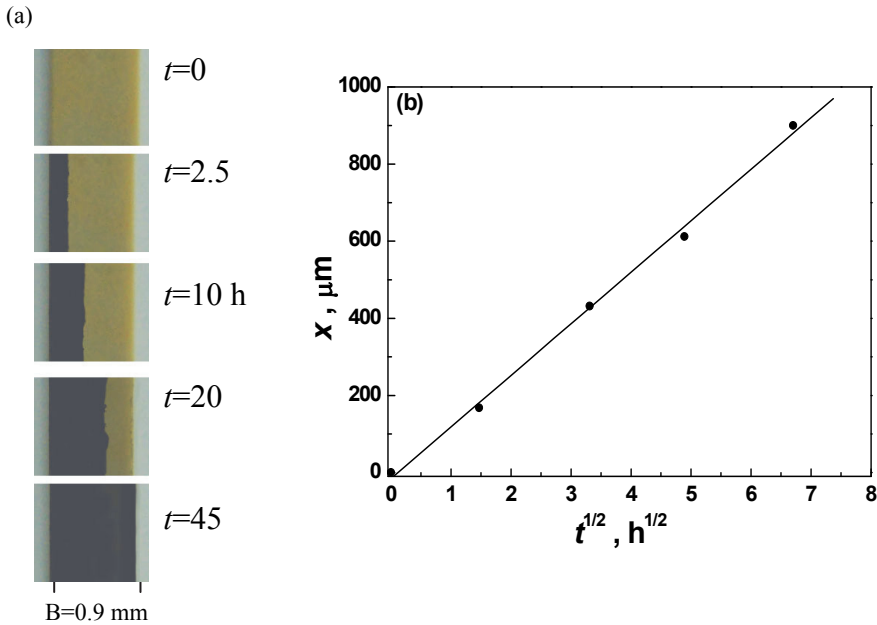 (a)
t=0
t=2.5
t=10 h
t=20
t=45
B=0.9 mm
(b)
1000
800
600
400
200
0
x , μm
0 1 2 3 4 5 6 7 8
t^1/2 , h^1/2